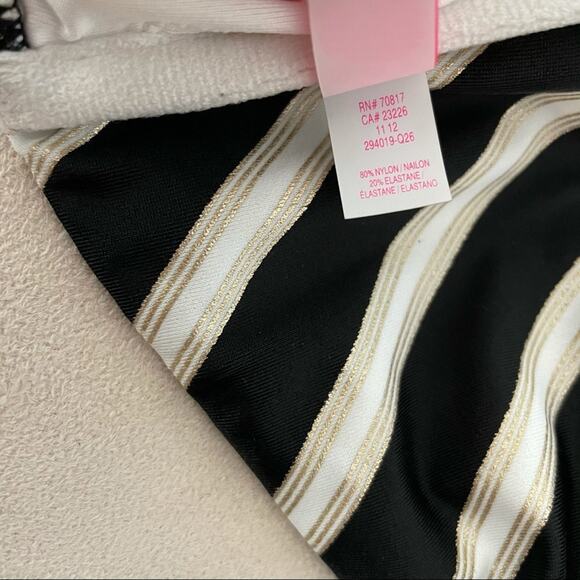 RN# 70817
CA# 23226
11 12
294019-Q26
80% NYLON / NAILON
20% ELASTANE /
ÉLASTANE / ELASTANO